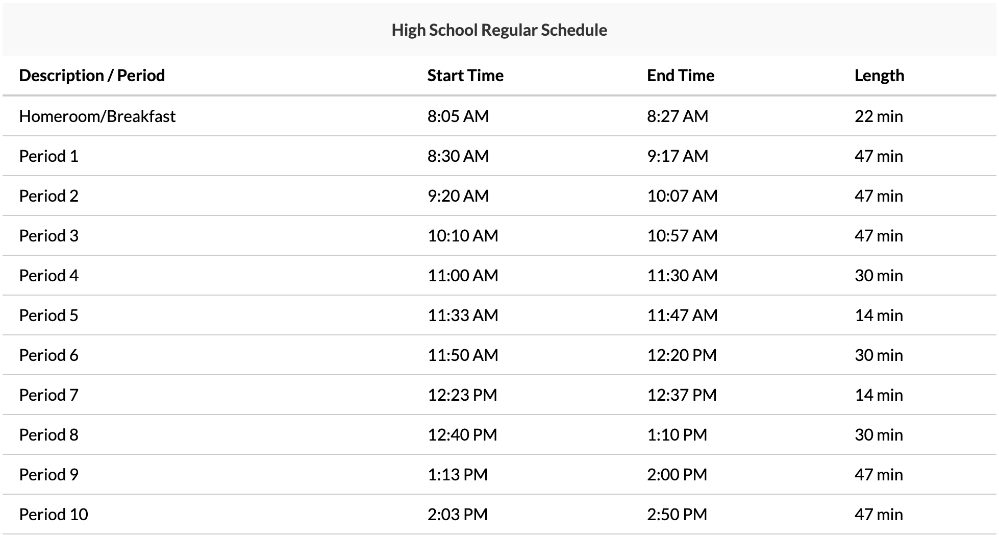 High School Regular Schedule
Description / Period Start Time End Time Length
Homeroom/Breakfast 8:05 AM 8:27 AM 22 min
Period 1 8:30 AM 9:17 AM 47 min
Period 2 9:20 AM 10:07 AM 47 min
Period 3 10:10 AM 10:57 AM 47 min
Period 4 11:00 AM 11:30 AM 30 min
Period 5 11:33 AM 11:47 AM 14 min
Period 6 11:50 AM 12:20 PM 30 min
Period 7 12:23 PM 12:37 PM 14 min
Period 8 12:40 PM 1:10 PM 30 min
Period 9 1:13 PM 2:00 PM 47 min
Period 10 2:03 PM 2:50 PM 47 min